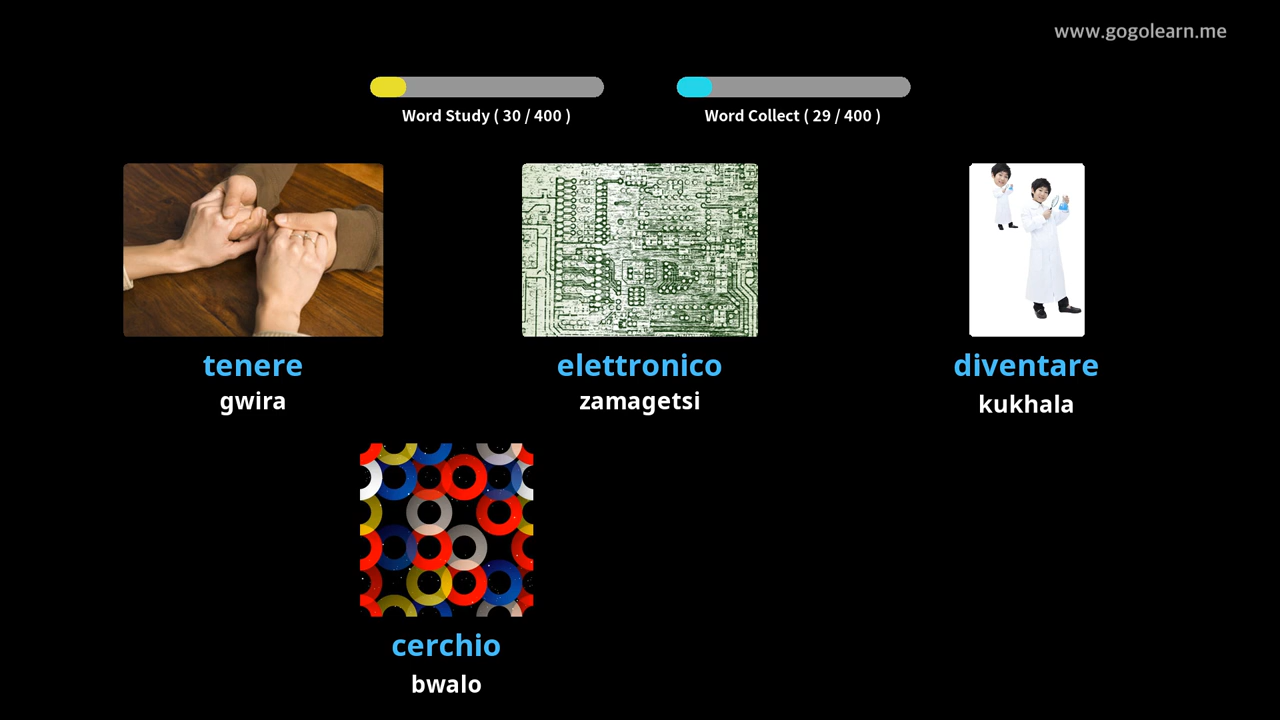 www.gogolearn.me
Word Study ( 30 / 400 )
Word Collect ( 29 / 400 )
tenere
gwira
elettronico
zamagetsi
diventare
kukhala
cerchio
bwalo